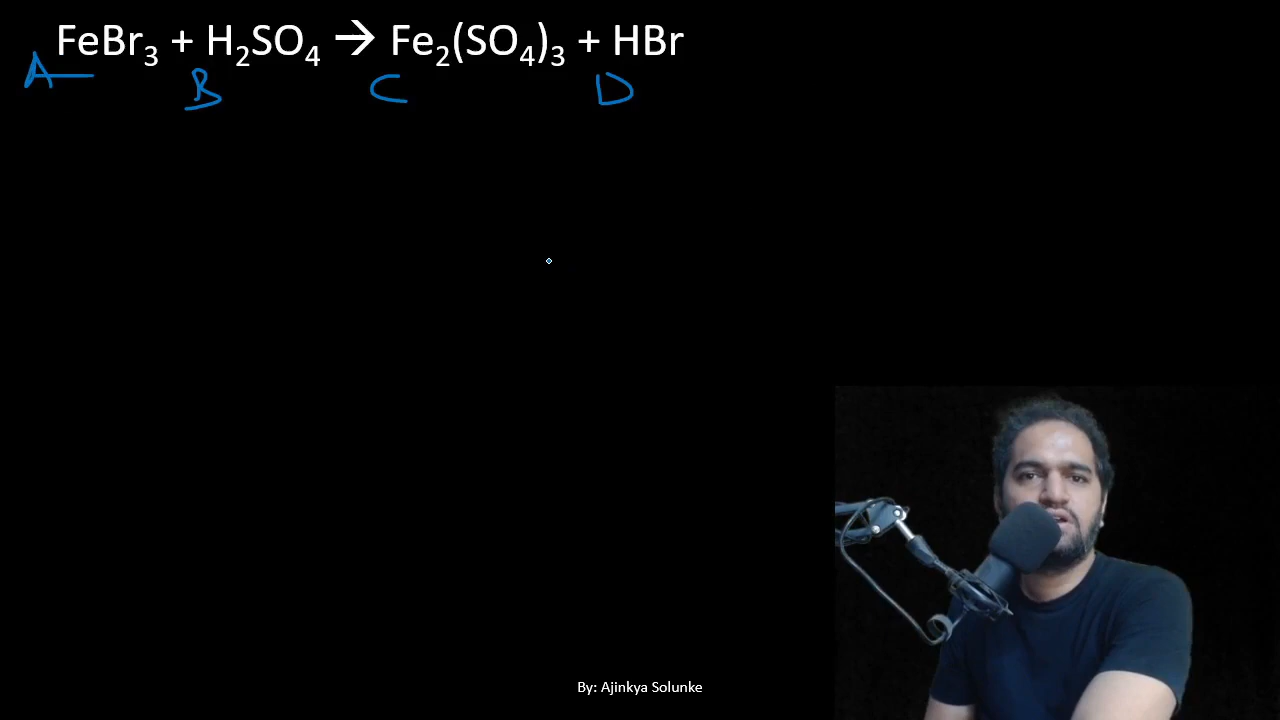 FeBr₃ + H₂SO₄ → Fe₂(SO₄)₃ + HBr
A B C D
By: Ajinkya Solunke